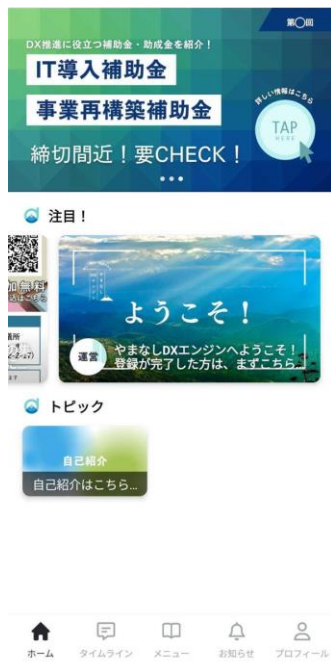 第◯回
DX推進に役立つ補助金・助成金を紹介!
IT導入補助金
事業再構築補助金
締切間近!要CHECK!
詳しい情報はこちら
TAP
HERE
注目!
加無料
ようこそ!
運営
やまなしDXエンジンへようこそ!
登録が完了した方は、まずこちら...
トピック
自己紹介
自己紹介はこちら...
ホーム
タイムライン
メニュー
お知らせ
プロフィール